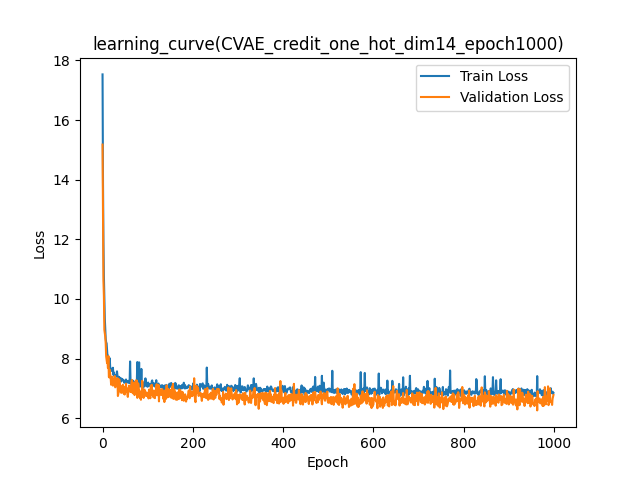 learning_curve(CVAE_credit_one_hot_dim14_epoch1000)
18
16
14
12
10
8
6
Loss
Train Loss
Validation Loss
0
200
400
600
800
1000
Epoch